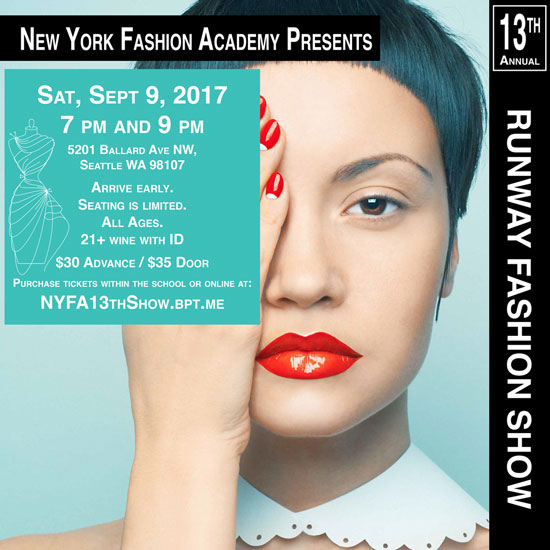 New York Fashion Academy Presents
13th
Annual
Runway Fashion Show
Sat, Sept 9, 2017
7 pm and 9 pm
5201 Ballard Ave NW,
Seattle WA 98107
Arrive early.
Seating is limited.
All Ages.
21+ wine with ID
$30 Advance / $35 Door
Purchase tickets within the school or online at:
NYFA13thShow.bpt.me